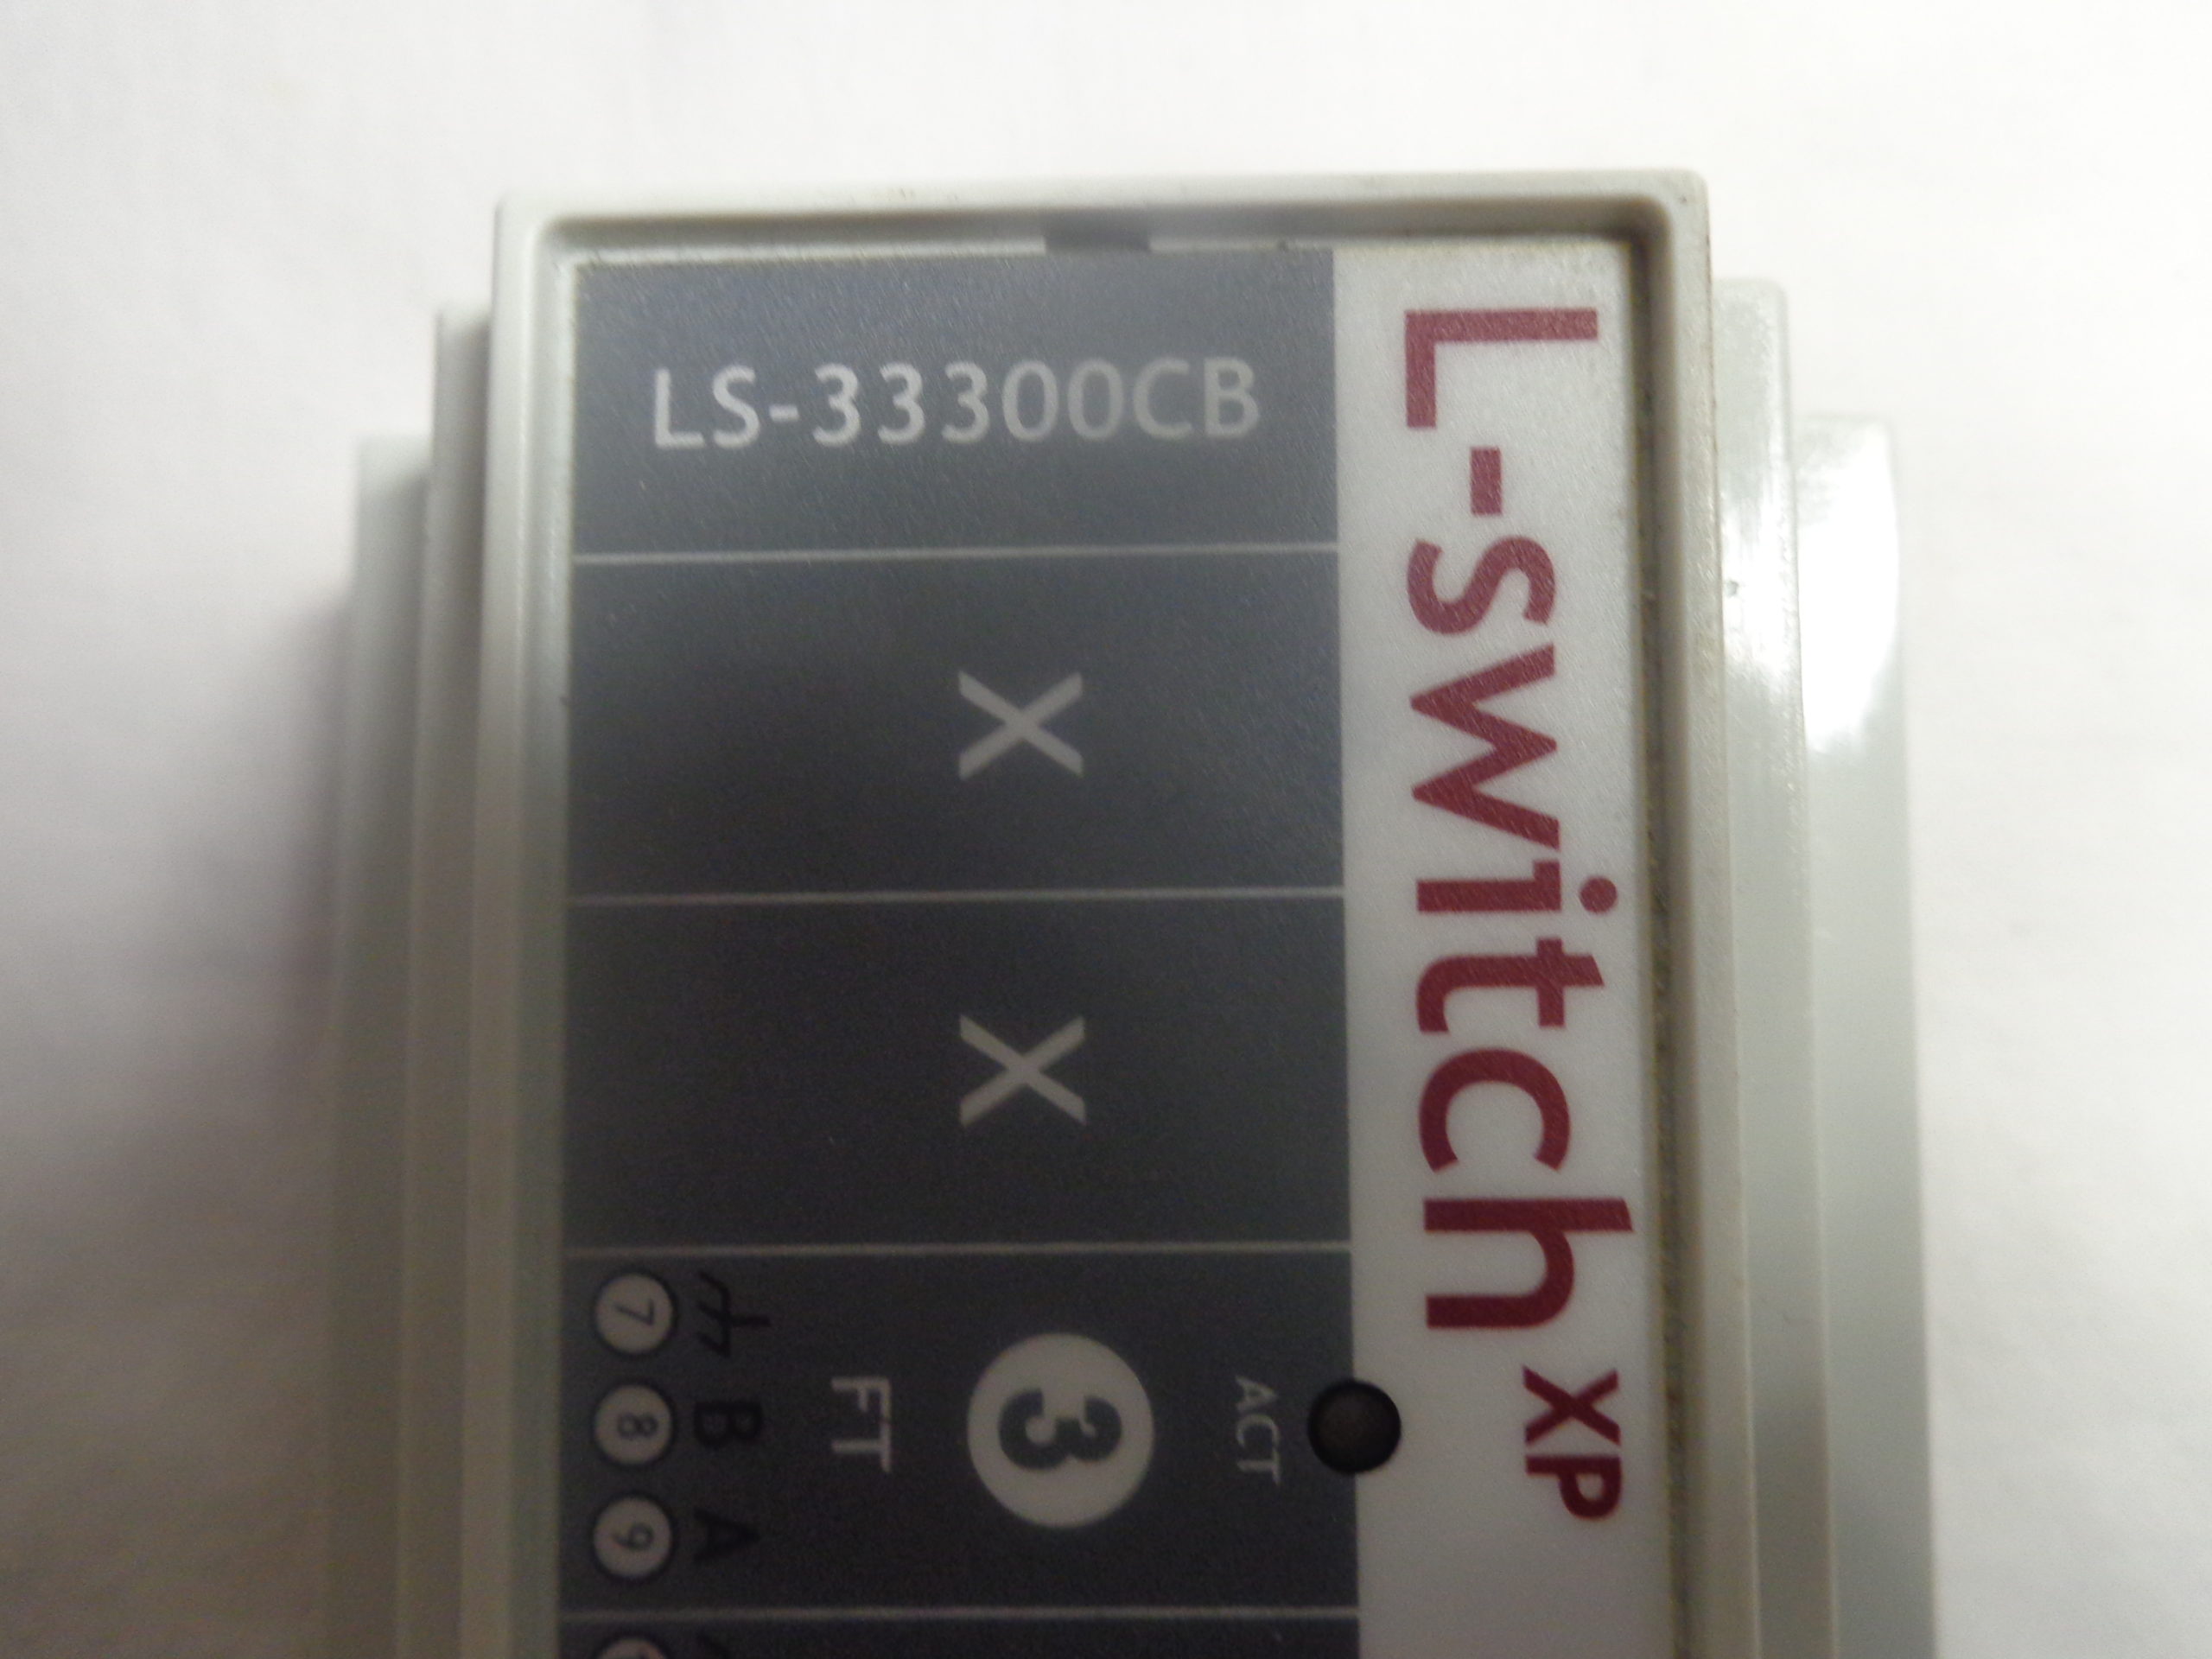 LS-33300CB
L-Switch XP
X
X
3
ACT
FT
B
A
7
8
9